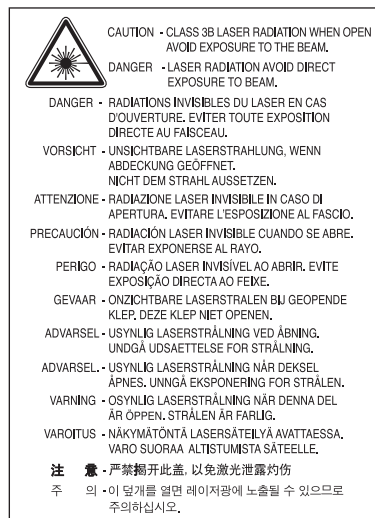 CAUTION - CLASS 3B LASER RADIATION WHEN OPEN
AVOID EXPOSURE TO THE BEAM.
DANGER - LASER RADIATION AVOID DIRECT
EXPOSURE TO BEAM.
DANGER - RADIATIONS INVISIBLES DU LASER EN CAS
D'OUVERTURE. EVITER TOUTE EXPOSITION
DIRECTE AU FAISCEAU.
VORSICHT - UNSICHTBARE LASERSTRAHLUNG, WENN
ABDECKUNG GEÖFFNET.
NICHT DEM STRAHL AUSSETZEN.
ATTENZIONE - RADIAZIONE LASER INVISIBILE IN CASO DI
APERTURA. EVITARE L'ESPOSIZIONE AL FASCIO.
PRECAUCIÓN - RADIACIÓN LASER INVISIBLE CUANDO SE ABRE.
EVITAR EXPONERSE AL RAYO.
PERIGO - RADIAÇÃO LASER INVISÍVEL AO ABRIR. EVITE
EXPOSIÇÃO DIRECTA AO FEIXE.
GEVAAR - ONZICHTBARE LASERSTRALEN BIJ GEOPENDE
KLEP. DEZE KLEP NIET OPENEN.
ADVARSEL - USYNLIG LASERSTRÅLNING VED ÅBNING.
UNDGÅ UDSAETTELSE FOR STRÅLNING.
ADVARSEL. - USYNLIG LASERSTRÅLNING NÅR DEKSEL
ÅPNES. UNNGÅ EKSPONERING FOR STRÅLEN.
VARNING - OSYNLIG LASERSTRÅLNING NÄR DENNA DEL
ÄR ÖPPEN. STRÅLEN ÄR FARLIG.
VAROITUS - NÄKYMÄTÖNTÄ LASERSÄTEILYÄ AVATTAESSA.
VARO SUORAA ALTISTUMISTA SÄTEELLE.
注 意 - 严禁揭开此盖, 以免激光泄露灼伤
주 의 - 이 덮개를 열면 레이저광에 노출될 수 있으므로
주의하십시오.